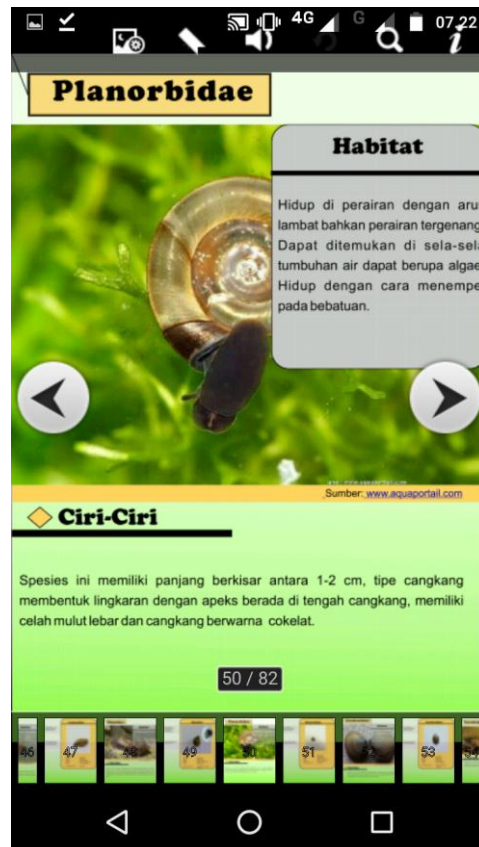 4G
G
07.22
Planorbidae
Habitat
Hidup di perairan dengan aru
lambat bahkan perairan tergenang
Dapat ditemukan di sela-sela
tumbuhan air dapat berupa algae
Hidup dengan cara menempe
pada bebatuan.
Sumber: www.aquaportail.com
Ciri-Ciri
Spesies ini memiliki panjang berkisar antara 1-2 cm, tipe cangkang
membentuk lingkaran dengan apeks berada di tengah cangkang, memiliki
celah mulut lebar dan cangkang berwarna cokelat.
50 / 82
46 47 48 49 50 51 52 53 54